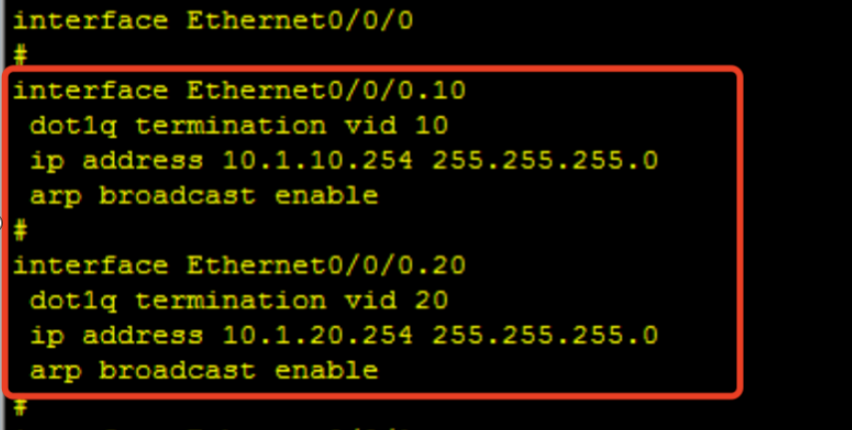 interface Ethernet0/0/0
#
interface Ethernet0/0/0.10
dot1q termination vid 10
ip address 10.1.10.254 255.255.255.0
arp broadcast enable
#
interface Ethernet0/0/0.20
dot1q termination vid 20
ip address 10.1.20.254 255.255.255.0
arp broadcast enable
#